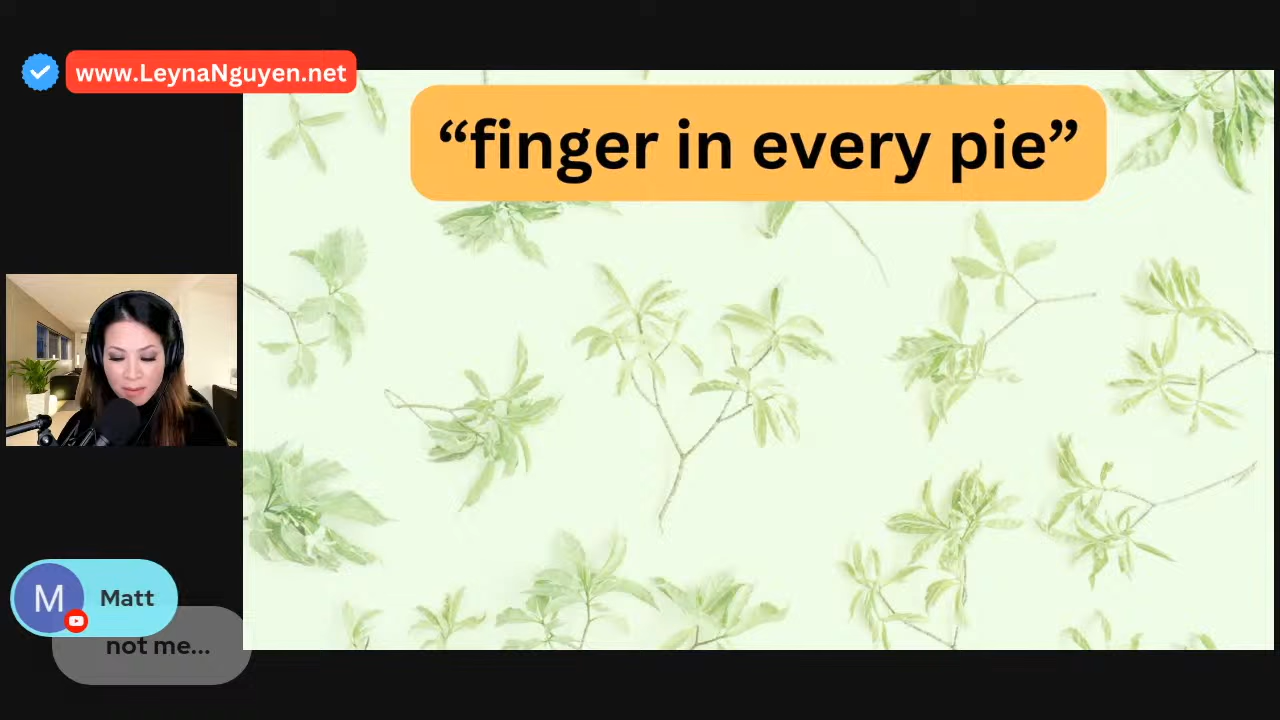 www.LeynaNguyen.net
“finger in every pie”
M
Matt
not me...